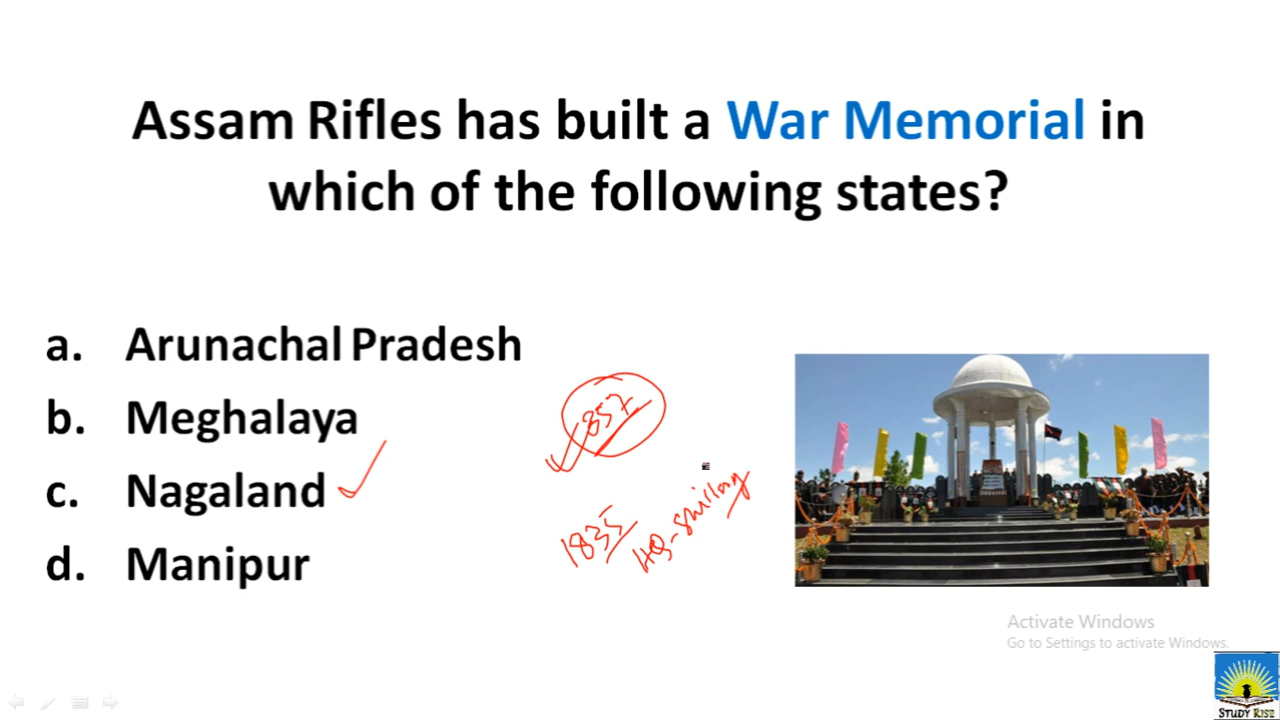 Assam Rifles has built a War Memorial in
which of the following states?
a. Arunachal Pradesh
b. Meghalaya
c. Nagaland
d. Manipur
1857
1835
HQ-Shillong
Activate Windows
Go to Settings to activate Windows.
STUDY RISE